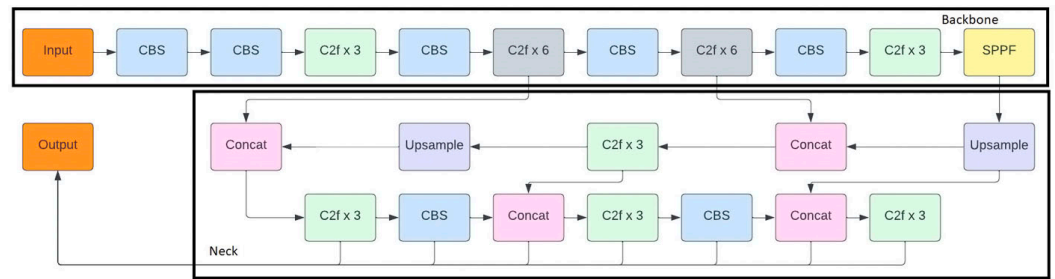 Backbone
Input
CBS
CBS
C2f x 3
CBS
C2f x 6
CBS
C2f x 6
CBS
C2f x 3
SPPF
Output
Concat
Upsample
C2f x 3
Concat
Upsample
C2f x 3
CBS
Concat
C2f x 3
CBS
Concat
C2f x 3
Neck